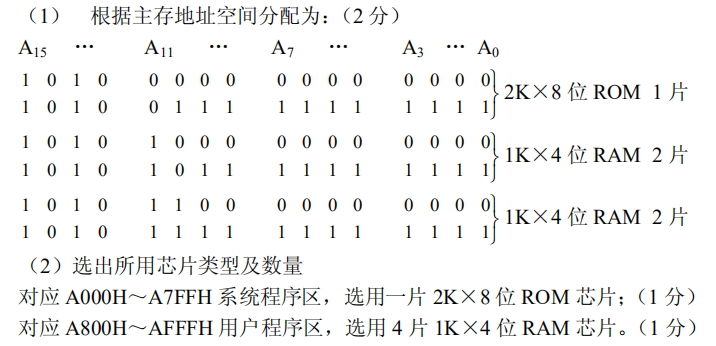 （1） 根据主存地址空间分配为：（2 分）
A15 … A11 … A7 … A3 … A0
1 0 1 0 0 0 0 0 0 0 0 0 0 0 0 0
1 0 1 0 0 1 1 1 1 1 1 1 1 1 1 1
2K×8 位 ROM 1 片
1 0 1 0 1 0 0 0 0 0 0 0 0 0 0 0
1 0 1 0 1 0 1 1 1 1 1 1 1 1 1 1
1K×4 位 RAM 2 片
1 0 1 0 1 1 0 0 0 0 0 0 0 0 0 0
1 0 1 0 1 1 1 1 1 1 1 1 1 1 1 1
1K×4 位 RAM 2 片
（2）选出所用芯片类型及数量
对应 A000H～A7FFH 系统程序区，选用一片 2K×8 位 ROM 芯片；（1 分）
对应 A800H～AFFFH 用户程序区，选用 4 片 1K×4 位 RAM 芯片。（1 分）